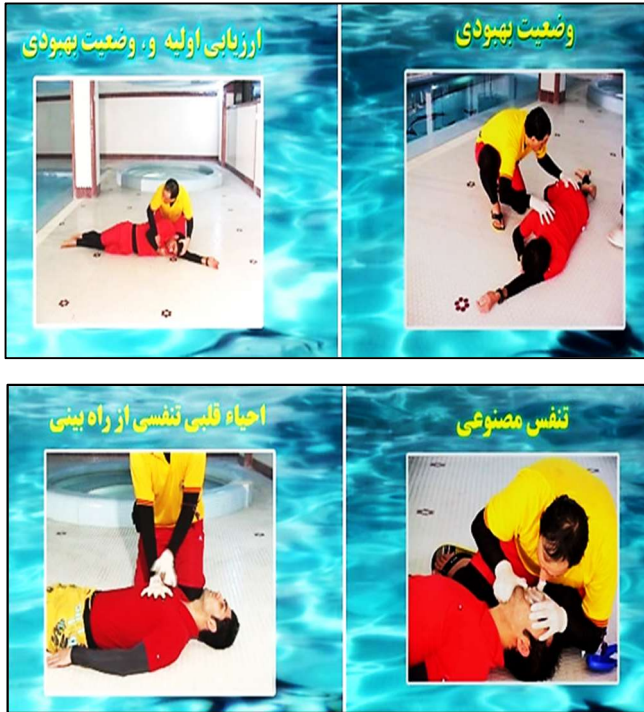 وضعیت بهبودی
ارزیابی اولیه و، وضعیت بهبودی
تنفس مصنوعی
احیاء قلبی تنفسی از راه بینی